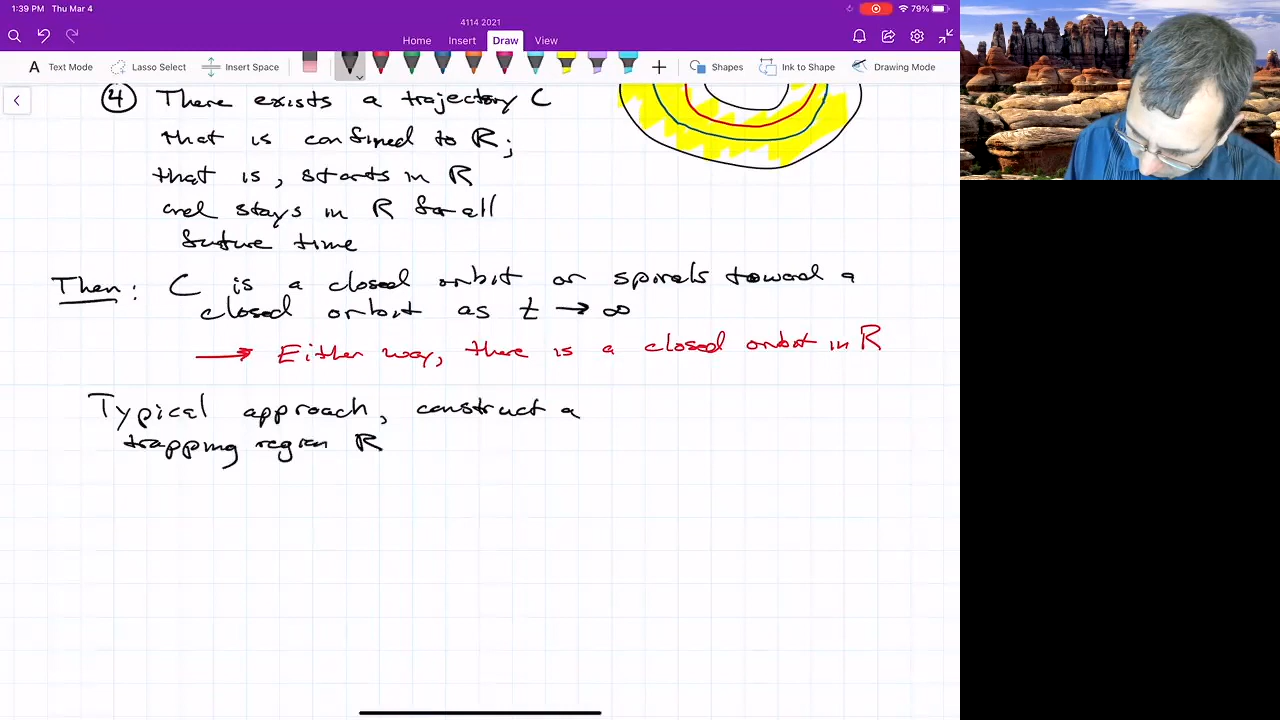 1:39 PM Thu Mar 4
79%
4114 2021
Home Insert Draw View
Text Mode Lasso Select Insert Space Shapes Ink to Shape Drawing Mode
④ There exists a trajectory C
that is confined to R;
that is, starts in R
and stays in R for all
future time
Then: C is a closed orbit or spirals toward a
closed orbit as t → ∞
→ Either way, there is a closed orbit in R
Typical approach, construct a
trapping region R